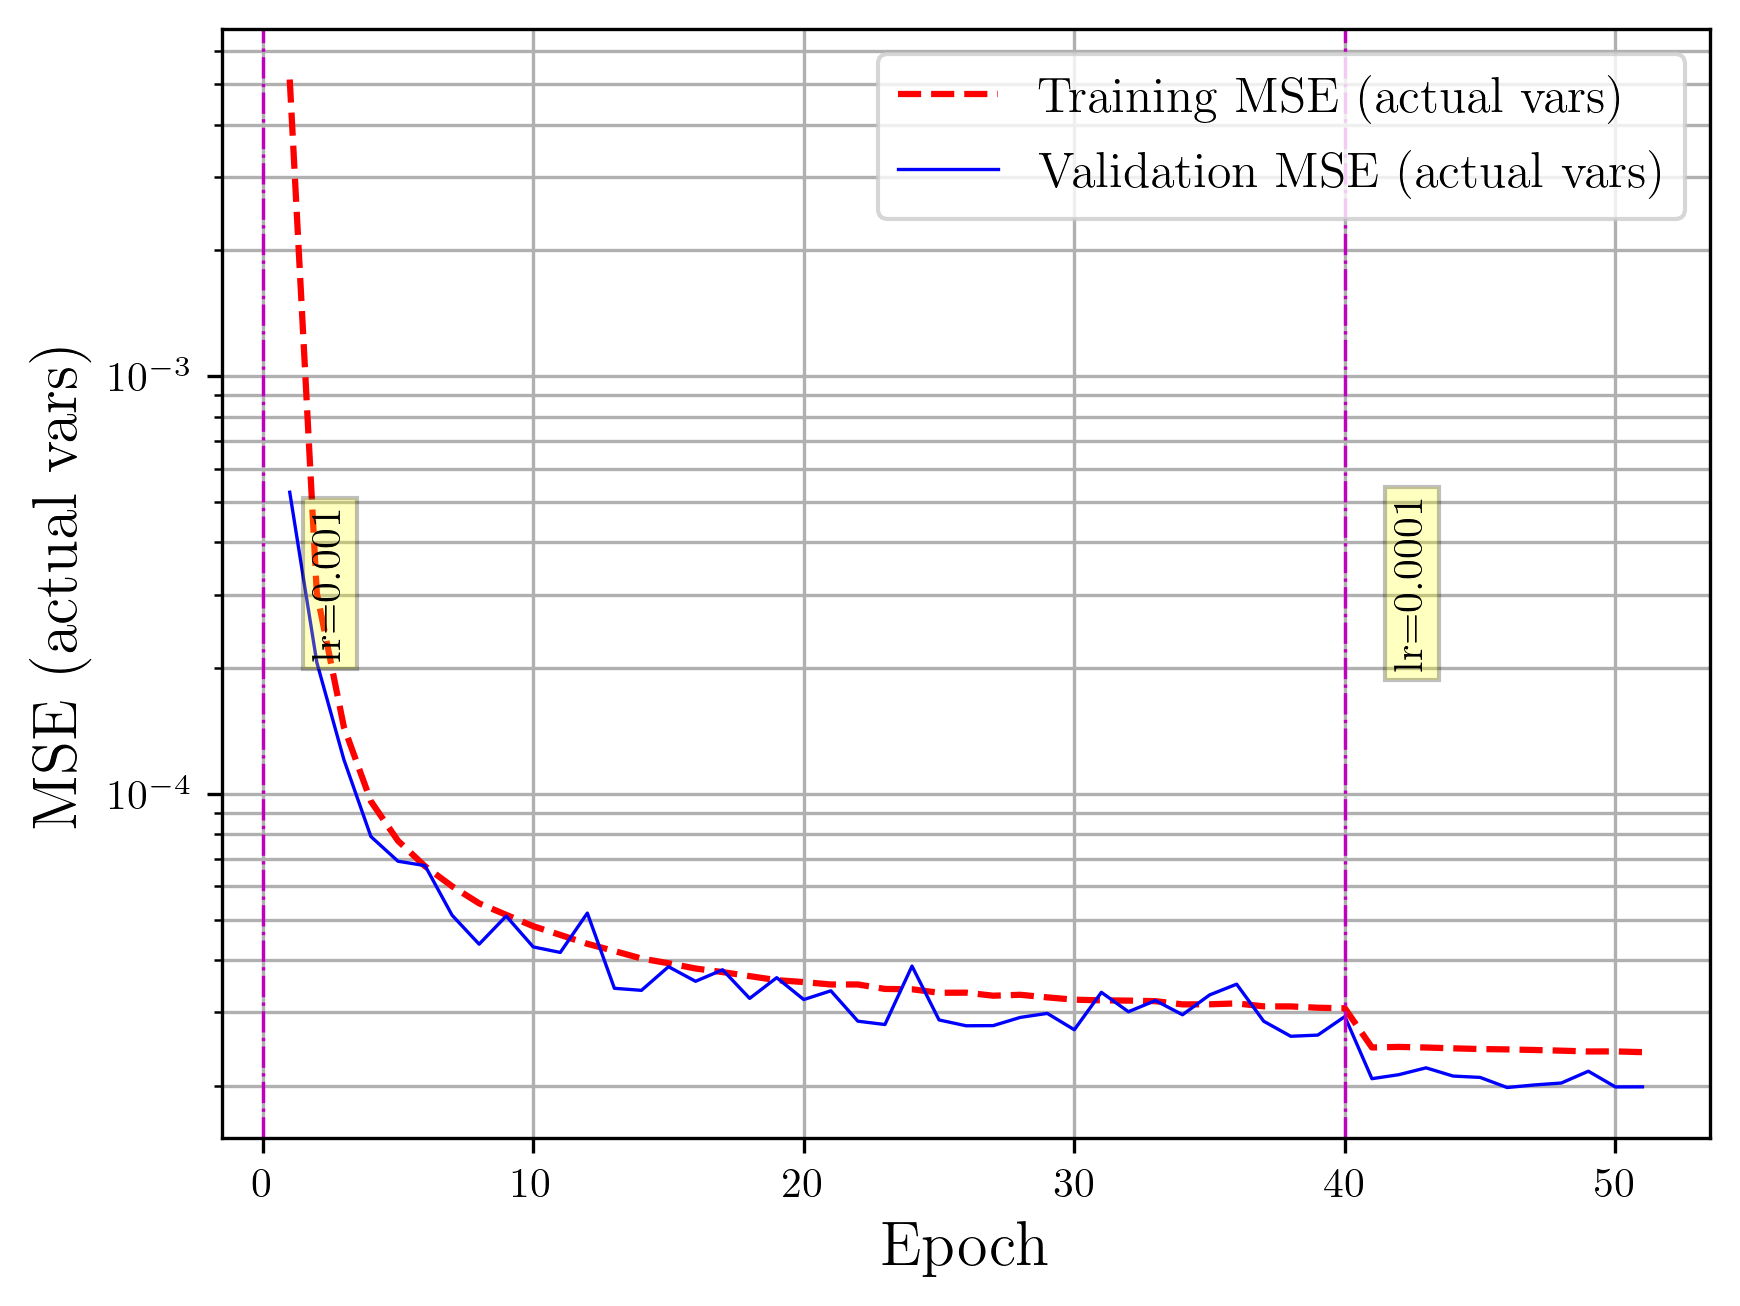 Training MSE (actual vars)
Validation MSE (actual vars)
MSE (actual vars)
10⁻³
10⁻⁴
lr=0.001
lr=0.0001
0 10 20 30 40 50
Epoch